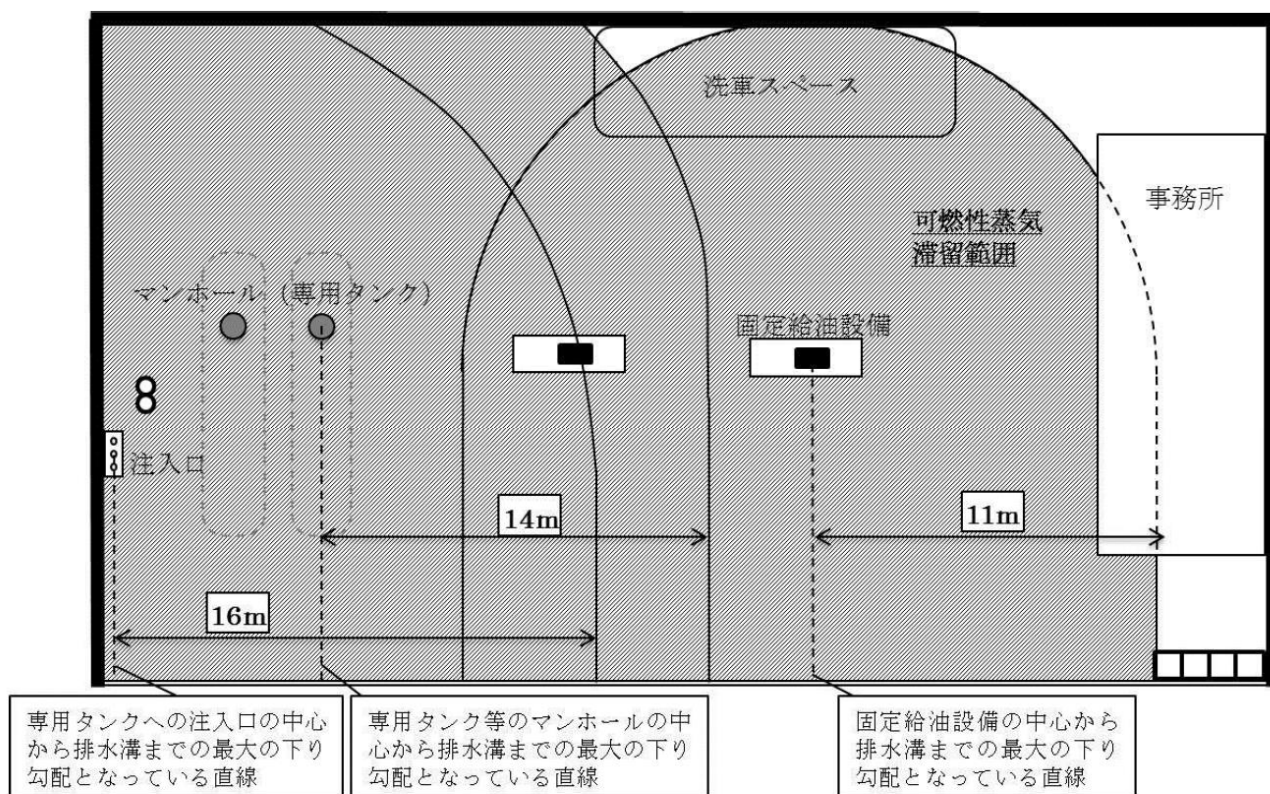 洗車スペース
事務所
可燃性蒸気
滞留範囲
マンホール（専用タンク）
固定給油設備
注入口
14m
11m
16m
専用タンクへの注入口の中心
から排水溝までの最大の下り
勾配となっている直線
専用タンク等のマンホールの中
心から排水溝までの最大の下り
勾配となっている直線
固定給油設備の中心から
排水溝までの最大の下り
勾配となっている直線